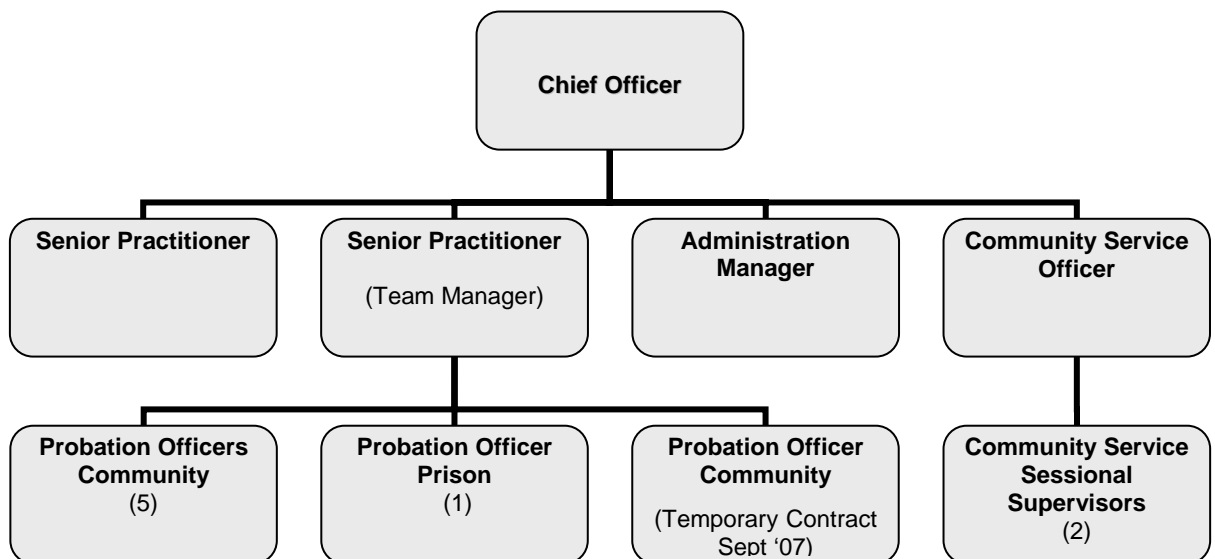 Chief Officer
Senior Practitioner
Senior Practitioner
(Team Manager)
Administration
Manager
Community Service
Officer
Probation Officers
Community
(5)
Probation Officer
Prison
(1)
Probation Officer
Community
(Temporary Contract
Sept ‘07)
Community Service
Sessional
Supervisors
(2)